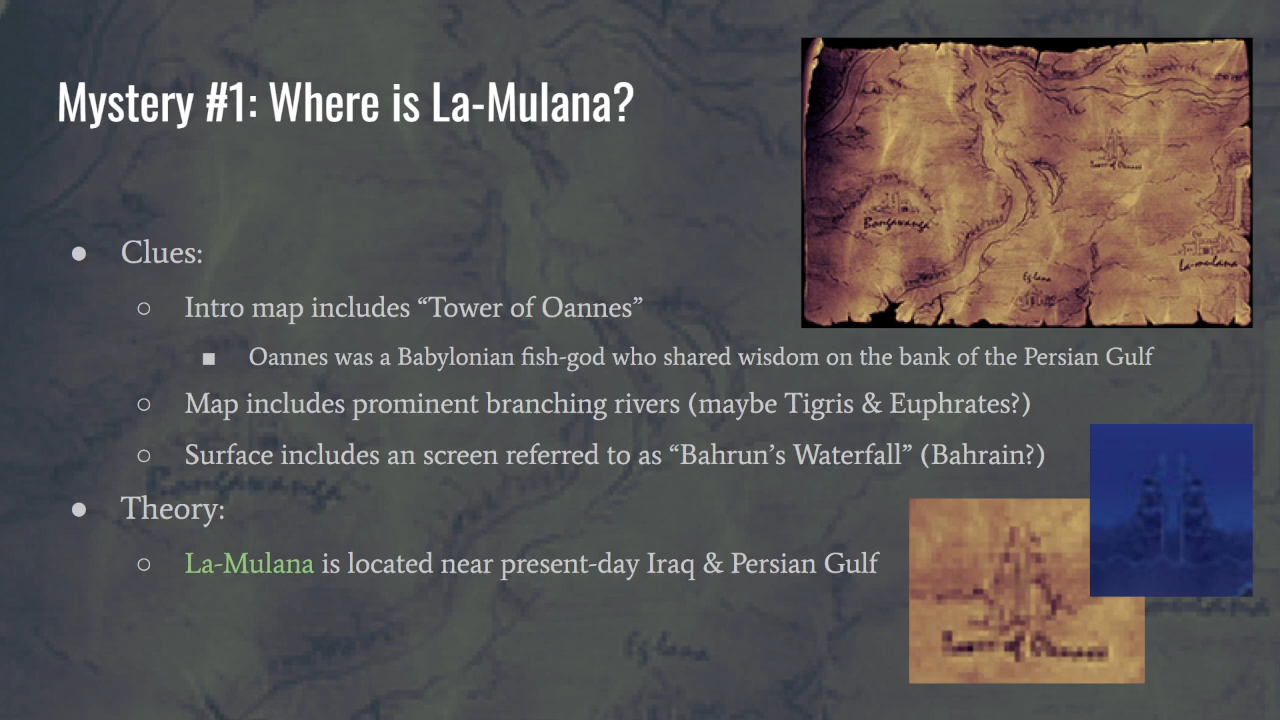 Mystery #1: Where is La-Mulana?
● Clues:
○ Intro map includes “Tower of Oannes”
■ Oannes was a Babylonian fish-god who shared wisdom on the bank of the Persian Gulf
○ Map includes prominent branching rivers (maybe Tigris & Euphrates?)
○ Surface includes an screen referred to as “Bahrun’s Waterfall” (Bahrain?)
● Theory:
○ La-Mulana is located near present-day Iraq & Persian Gulf
Tower of Oannes
Bongawanga
La-mulana
Eg-lana